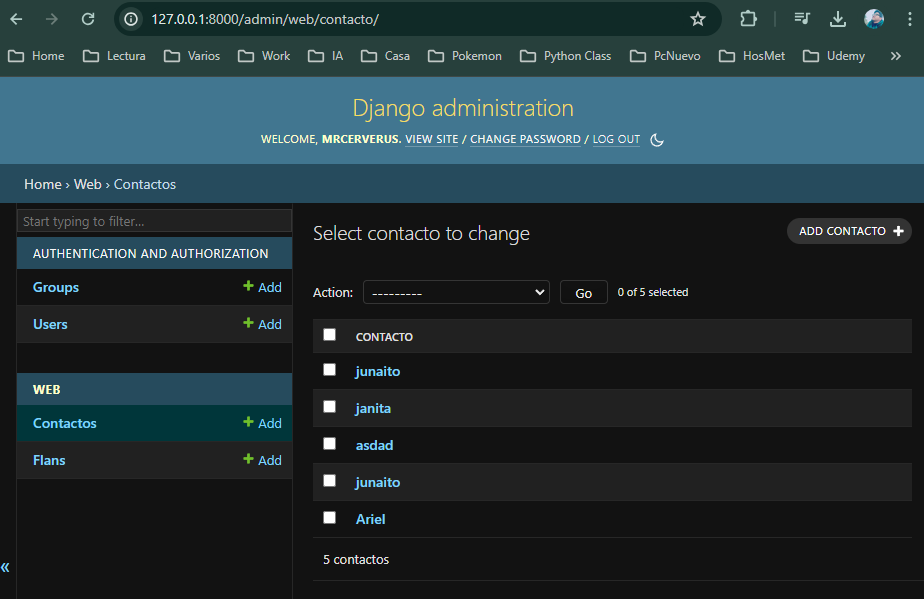 127.0.0.1:8000/admin/web/contacto/
Home Lectura Varios Work IA Casa Pokemon Python Class PcNuevo HosMet Udemy »
Django administration
WELCOME, MRCERVERUS. VIEW SITE / CHANGE PASSWORD / LOG OUT
Home › Web › Contactos
Start typing to filter...
AUTHENTICATION AND AUTHORIZATION
Groups + Add
Users + Add
WEB
Contactos + Add
Flans + Add
«
Select contacto to change
ADD CONTACTO +
Action: --------- Go 0 of 5 selected
CONTACTO
junaito
janita
asdad
junaito
Ariel
5 contactos